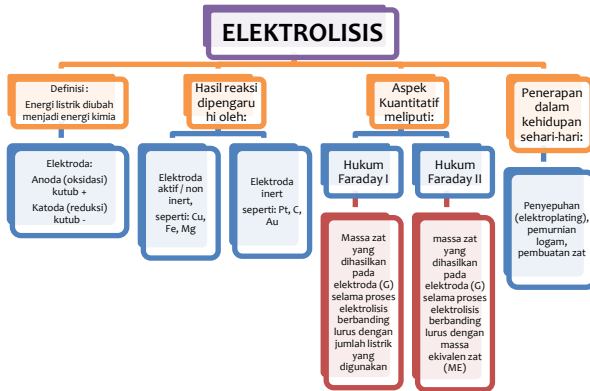 ELEKTROLISIS
Definisi :
Energi listrik diubah
menjadi energi kimia
Elektroda:
Anoda (oksidasi)
kutub +
Katoda (reduksi)
kutub -
Hasil reaksi
dipengaru
hi oleh:
Elektroda
aktif / non
inert,
seperti: Cu,
Fe, Mg
Elektroda
inert
seperti: Pt, C,
Au
Aspek
Kuantitatif
meliputi:
Hukum
Faraday I
Massa zat
yang
dihasilkan
pada
elektroda (G)
selama proses
elektrolisis
berbanding
lurus dengan
jumlah listrik
yang
digunakan
Hukum
Faraday II
massa zat
yang
dihasilkan
pada
elektroda (G)
selama proses
elektrolisis
berbanding
lurus dengan
massa
ekivalen zat
(ME)
Penerapan
dalam
kehidupan
sehari-hari:
Penyepuhan
(elektroplating),
pemurnian
logam,
pembuatan zat